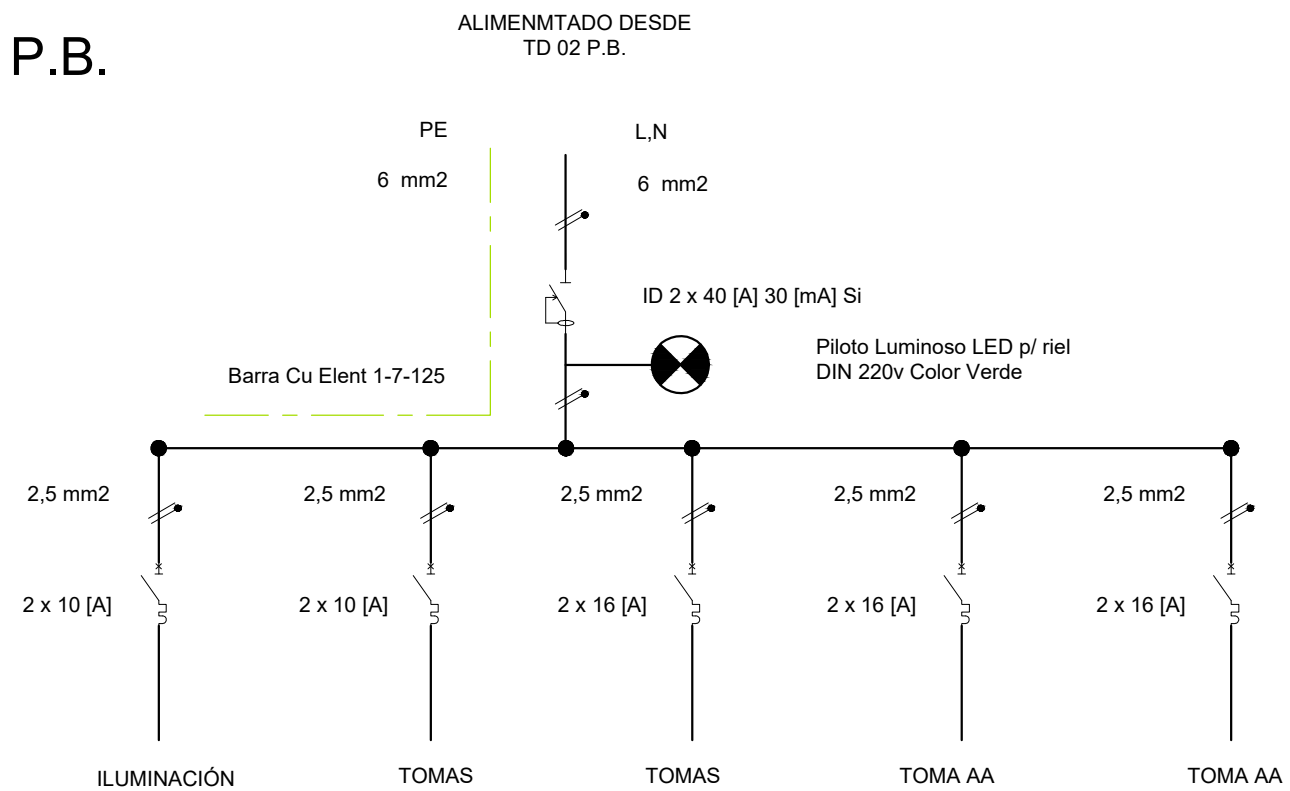 ALIMENMTADO DESDE
TD 02 P.B.
P.B.
PE
L,N
6 mm2
6 mm2
ID 2 x 40 [A] 30 [mA] Si
Piloto Luminoso LED p/ riel
DIN 220v Color Verde
Barra Cu Elent 1-7-125
2,5 mm2
2,5 mm2
2,5 mm2
2,5 mm2
2,5 mm2
2 x 10 [A]
2 x 10 [A]
2 x 16 [A]
2 x 16 [A]
2 x 16 [A]
ILUMINACIÓN
TOMAS
TOMAS
TOMA AA
TOMA AA